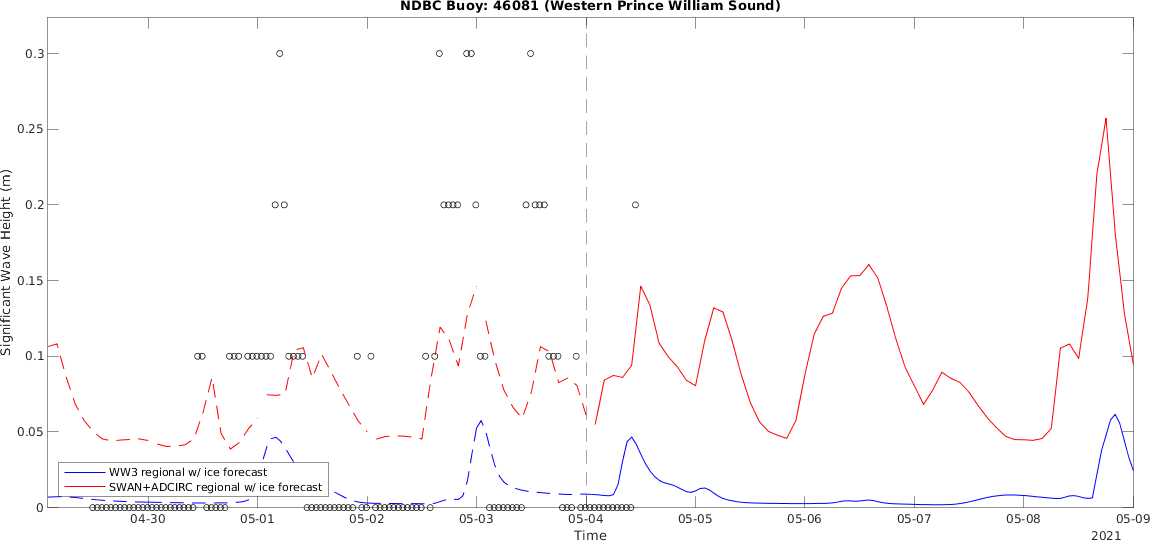 NDBC Buoy: 46081 (Western Prince William Sound)
Significant Wave Height (m)
0.3
0.25
0.2
0.15
0.1
0.05
0
WW3 regional w/ ice forecast
SWAN+ADCIRC regional w/ ice forecast
04-30 05-01 05-02 05-03 05-04 05-05 05-06 05-07 05-08 05-09
Time
2021